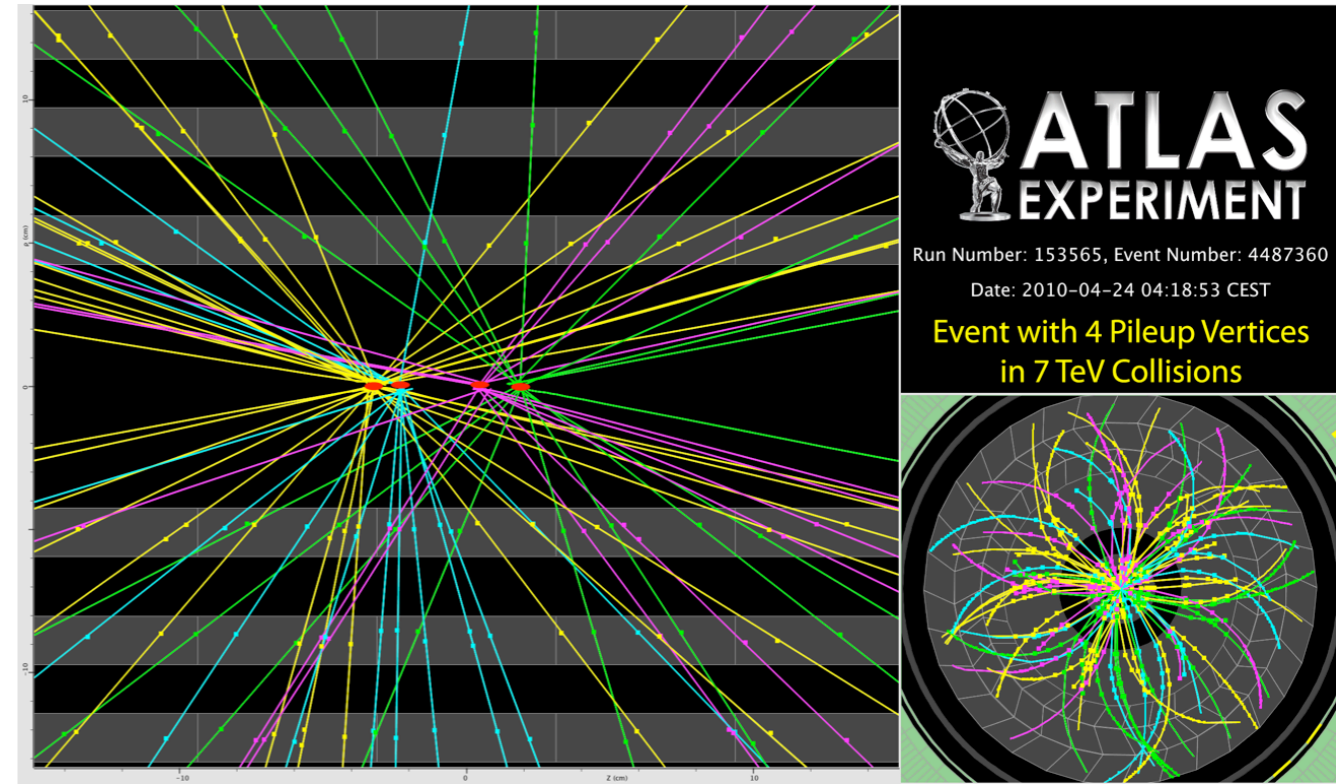 ATLAS
EXPERIMENT
Run Number: 153565, Event Number: 4487360
Date: 2010-04-24 04:18:53 CEST
Event with 4 Pileup Vertices
in 7 TeV Collisions
10
ρ (cm)
0
-10
-10
0
Z (cm)
10